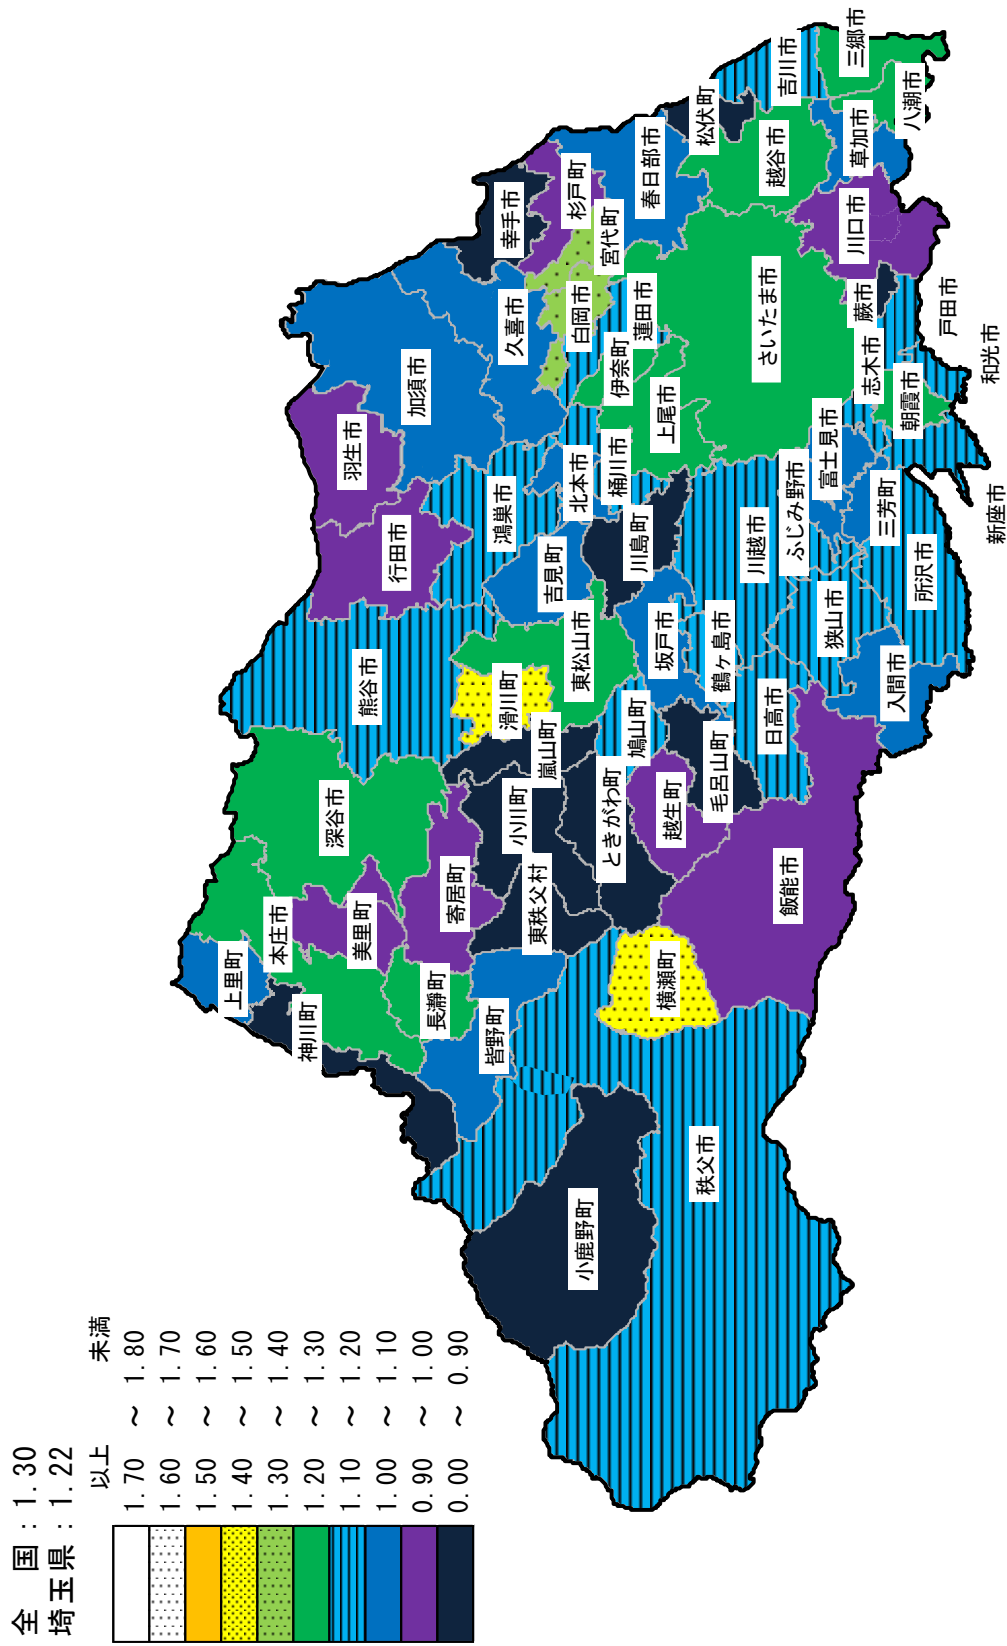 全　国：1.30
埼玉県：1.22
以上　未満
1.70 ～ 1.80
1.60 ～ 1.70
1.50 ～ 1.60
1.40 ～ 1.50
1.30 ～ 1.40
1.20 ～ 1.30
1.10 ～ 1.20
1.00 ～ 1.10
0.90 ～ 1.00
0.00 ～ 0.90
上里町
本庄市
神川町
美里町
深谷市
長瀞町
寄居町
皆野町
小鹿野町
秩父市
横瀬町
東秩父村
小川町
ときがわ町
嵐山町
滑川町
熊谷市
行田市
羽生市
加須市
鴻巣市
吉見町
東松山市
川島町
北本市
桶川市
上尾市
伊奈町
久喜市
幸手市
杉戸町
宮代町
白岡市
蓮田市
春日部市
松伏町
吉川市
三郷市
八潮市
草加市
越谷市
さいたま市
川口市
蕨市
戸田市
和光市
朝霞市
志木市
新座市
富士見市
ふじみ野市
三芳町
所沢市
川越市
狭山市
入間市
坂戸市
鶴ヶ島市
日高市
鳩山町
毛呂山町
越生町
飯能市